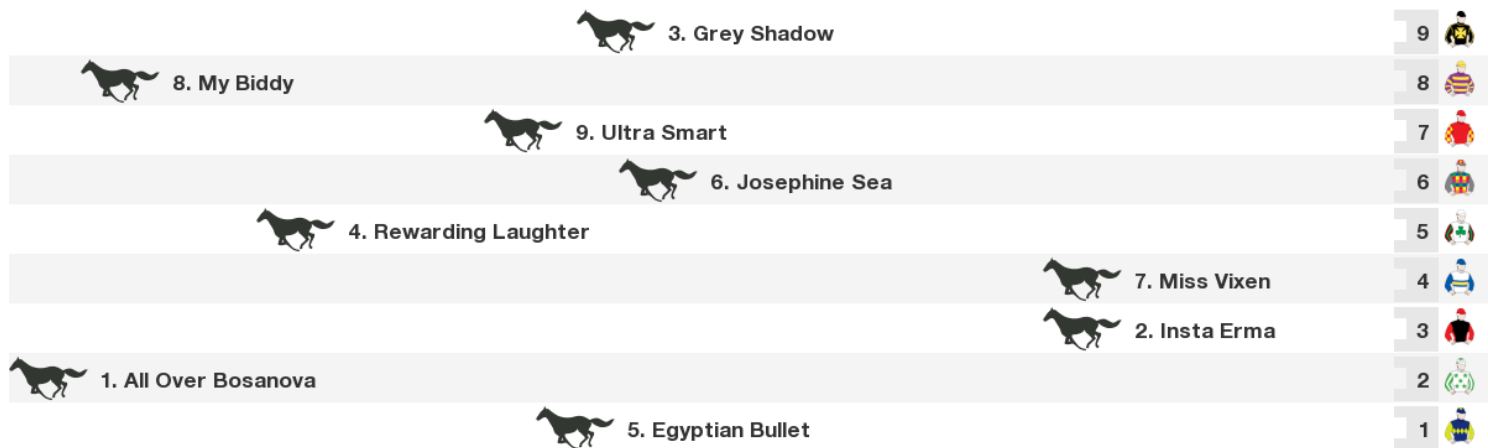 3. Grey Shadow 9
8. My Biddy 8
9. Ultra Smart 7
6. Josephine Sea 6
4. Rewarding Laughter 5
7. Miss Vixen 4
2. Insta Erma 3
1. All Over Bosanova 2
5. Egyptian Bullet 1